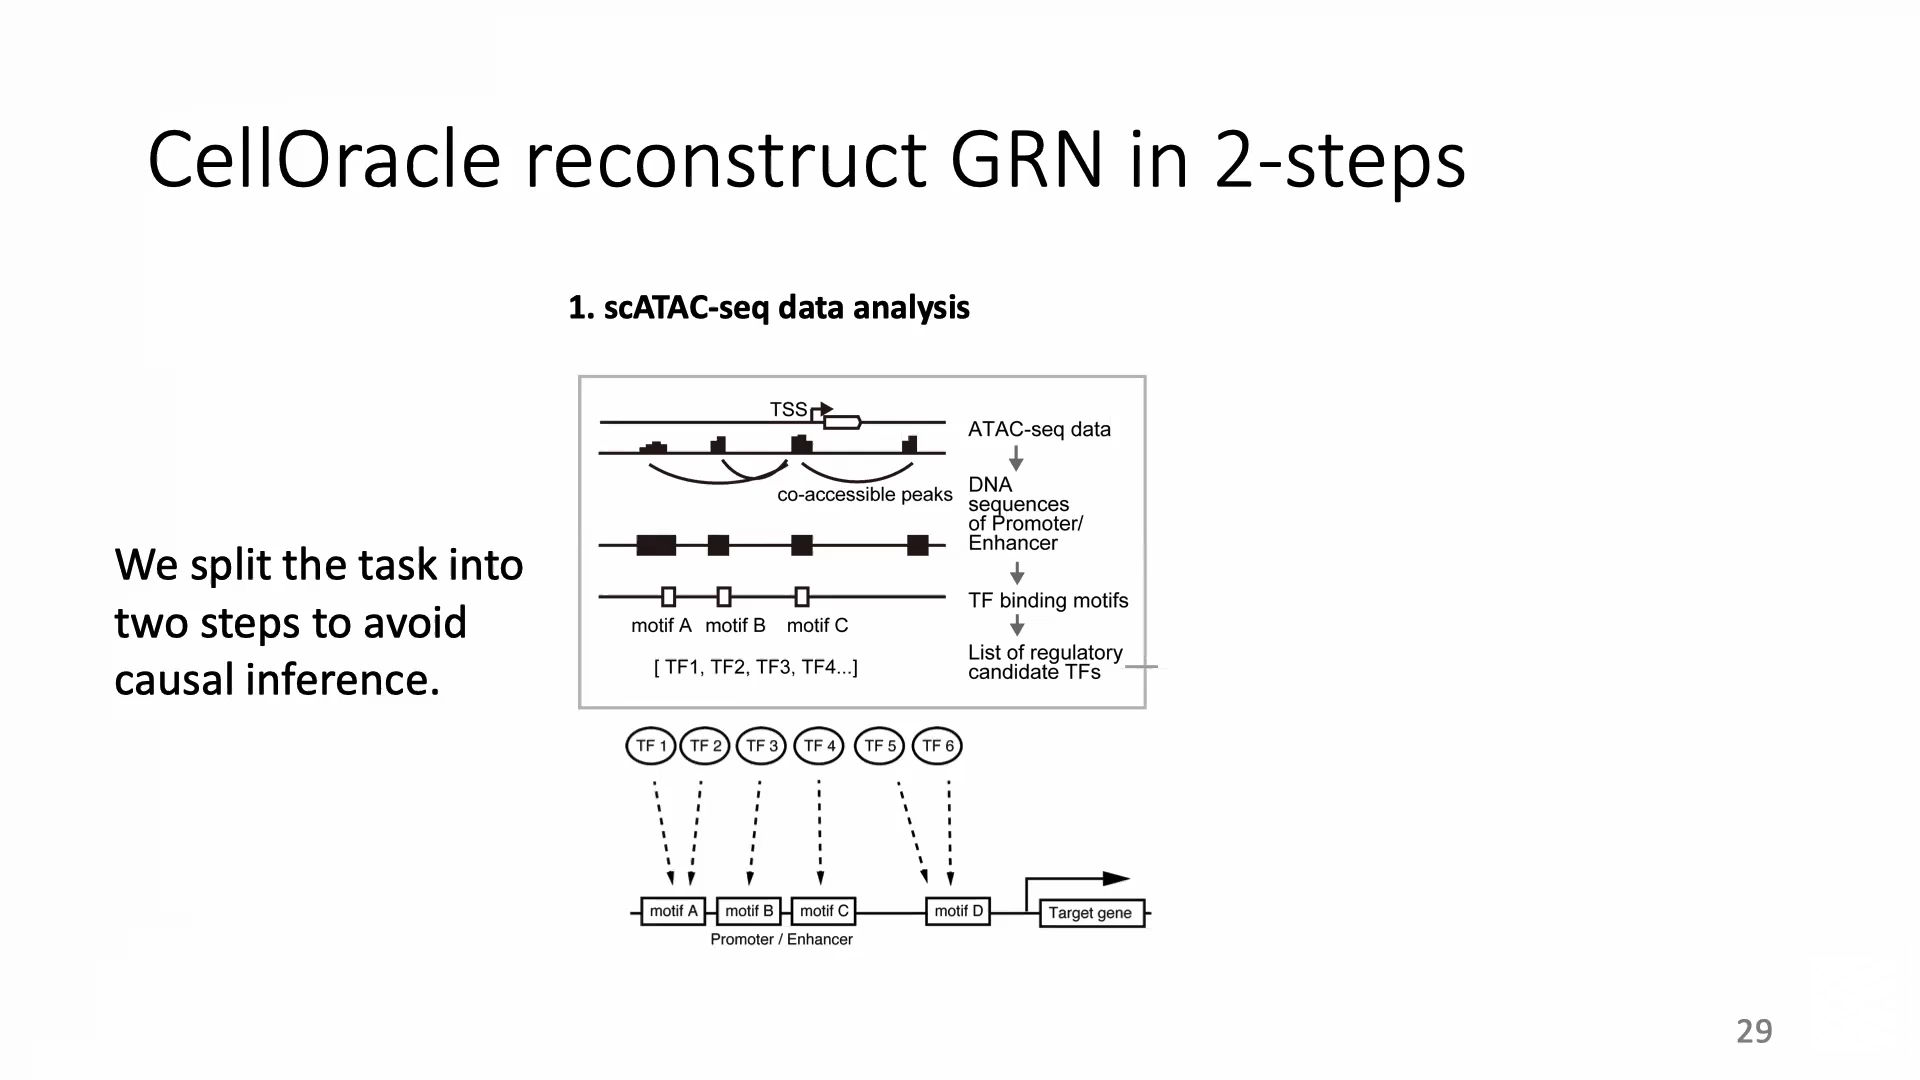 CellOracle reconstruct GRN in 2-steps
1. scATAC-seq data analysis
We split the task into
two steps to avoid
causal inference.
TSS
co-accessible peaks
motif A motif B motif C
[ TF1, TF2, TF3, TF4...]
ATAC-seq data
DNA
sequences
of Promoter/
Enhancer
TF binding motifs
List of regulatory
candidate TFs
TF 1 TF 2 TF 3 TF 4 TF 5 TF 6
motif A motif B motif C motif D Target gene
Promoter / Enhancer
29